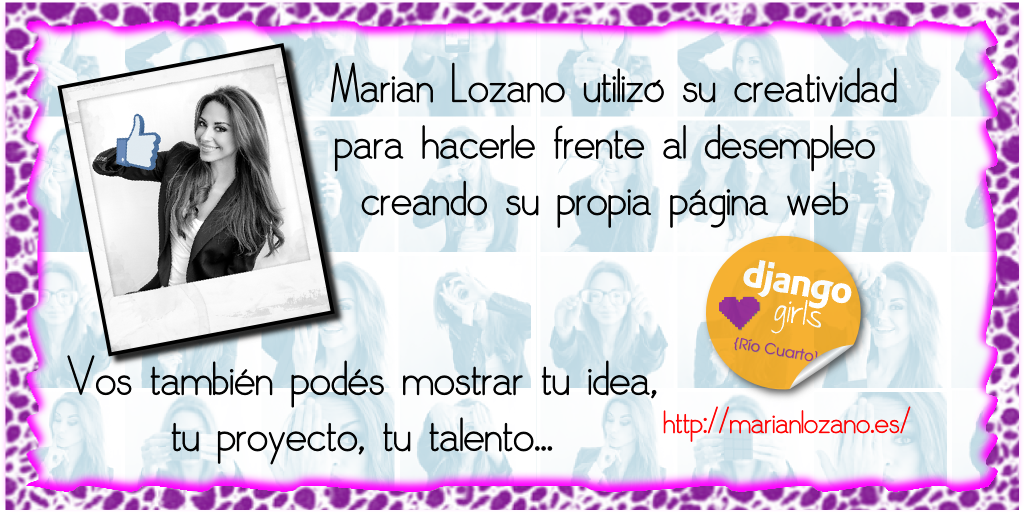 Marian Lozano utilizó su creatividad
para hacerle frente al desempleo
creando su propia página web
django
girls
{Río Cuarto}
Vos también podés mostrar tu idea,
tu proyecto, tu talento...
http://marianlozano.es/